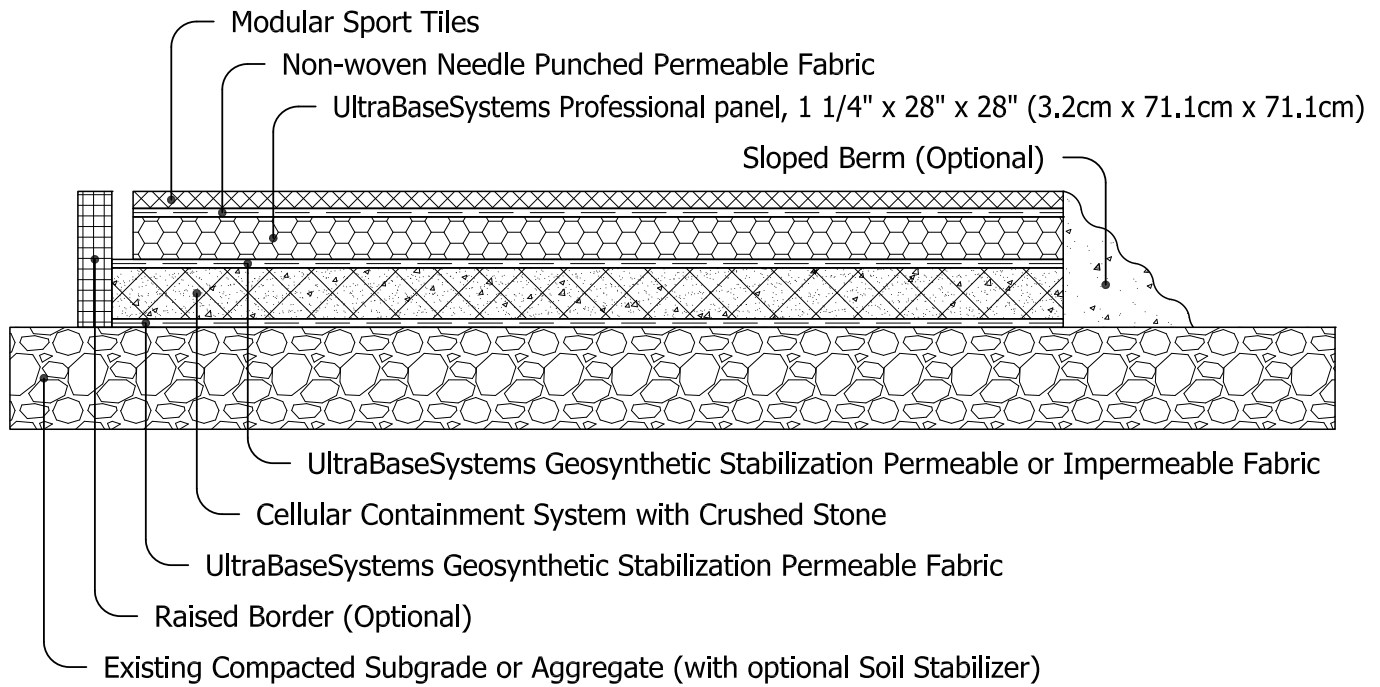 Modular Sport Tiles
Non-woven Needle Punched Permeable Fabric
UltraBaseSystems Professional panel, 1 1/4" x 28" x 28" (3.2cm x 71.1cm x 71.1cm)
Sloped Berm (Optional)
UltraBaseSystems Geosynthetic Stabilization Permeable or Impermeable Fabric
Cellular Containment System with Crushed Stone
UltraBaseSystems Geosynthetic Stabilization Permeable Fabric
Raised Border (Optional)
Existing Compacted Subgrade or Aggregate (with optional Soil Stabilizer)